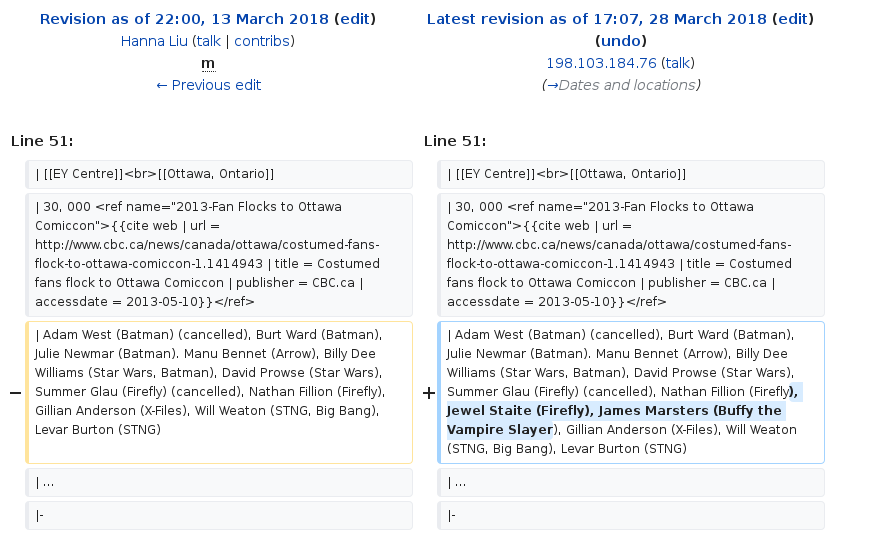 Revision as of 22:00, 13 March 2018 (edit)
Hanna Liu (talk | contribs)
m
← Previous edit
Latest revision as of 17:07, 28 March 2018 (edit)
(undo)
198.103.184.76 (talk)
(→Dates and locations)
Line 51:
Line 51:
| [[EY Centre]]<br>[[Ottawa, Ontario]]
| [[EY Centre]]<br>[[Ottawa, Ontario]]
| 30, 000 <ref name="2013-Fan Flocks to Ottawa
Comiccon">{{cite web | url =
http://www.cbc.ca/news/canada/ottawa/costumed-fans-
flock-to-ottawa-comiccon-1.1414943 | title = Costumed
fans flock to Ottawa Comiccon | publisher = CBC.ca |
accessdate = 2013-05-10}}</ref>
| 30, 000 <ref name="2013-Fan Flocks to Ottawa
Comiccon">{{cite web | url =
http://www.cbc.ca/news/canada/ottawa/costumed-fans-
flock-to-ottawa-comiccon-1.1414943 | title = Costumed
fans flock to Ottawa Comiccon | publisher = CBC.ca |
accessdate = 2013-05-10}}</ref>
−
| Adam West (Batman) (cancelled), Burt Ward (Batman),
Julie Newmar (Batman). Manu Bennet (Arrow), Billy Dee
Williams (Star Wars, Batman), David Prowse (Star Wars),
Summer Glau (Firefly) (cancelled), Nathan Fillion (Firefly),
Gillian Anderson (X-Files), Will Weaton (STNG, Big Bang),
Levar Burton (STNG)
+
| Adam West (Batman) (cancelled), Burt Ward (Batman),
Julie Newmar (Batman). Manu Bennet (Arrow), Billy Dee
Williams (Star Wars, Batman), David Prowse (Star Wars),
Summer Glau (Firefly) (cancelled), Nathan Fillion (Firefly),
Jewel Staite (Firefly), James Marsters (Buffy the
Vampire Slayer), Gillian Anderson (X-Files), Will Weaton
(STNG, Big Bang), Levar Burton (STNG)
| ...
| ...
|-
|-